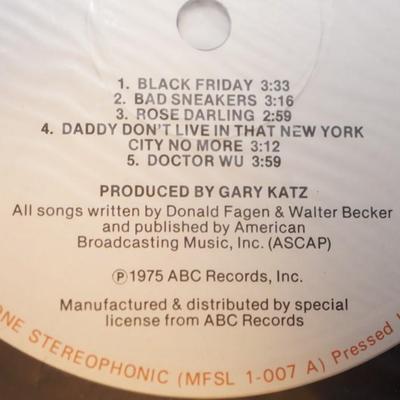 1. BLACK FRIDAY 3:33
2. BAD SNEAKERS 3:16
3. ROSE DARLING 2:59
4. DADDY DON'T LIVE IN THAT NEW YORK
CITY NO MORE 3:12
5. DOCTOR WU 3:59
PRODUCED BY GARY KATZ
All songs written by Donald Fagen & Walter Becker
and published by American
Broadcasting Music, Inc. (ASCAP)
Ⓟ 1975 ABC Records, Inc.
Manufactured & distributed by special
license from ABC Records
ONE STEREOPHONIC (MFSL 1-007 A) Pressed